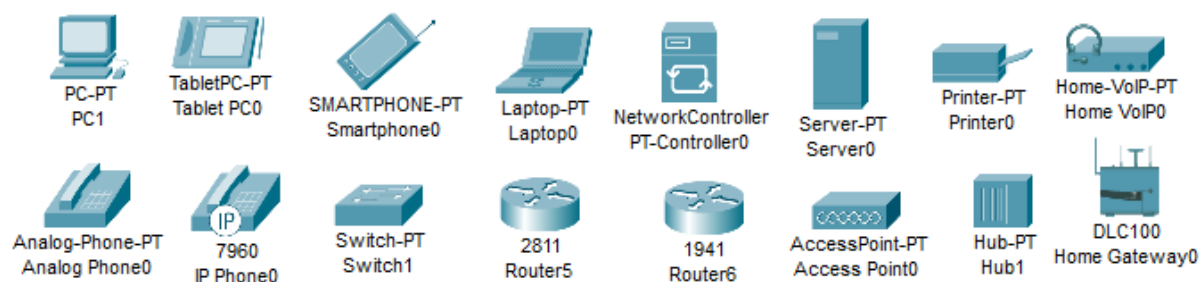 PC-PT
PC1
TabletPC-PT
Tablet PC0
SMARTPHONE-PT
Smartphone0
Laptop-PT
Laptop0
NetworkController
PT-Controller0
Server-PT
Server0
Printer-PT
Printer0
Home-VoIP-PT
Home VoIP0
Analog-Phone-PT
Analog Phone0
IP
7960
IP Phone0
Switch-PT
Switch1
2811
Router5
1941
Router6
AccessPoint-PT
Access Point0
Hub-PT
Hub1
DLC100
Home Gateway0